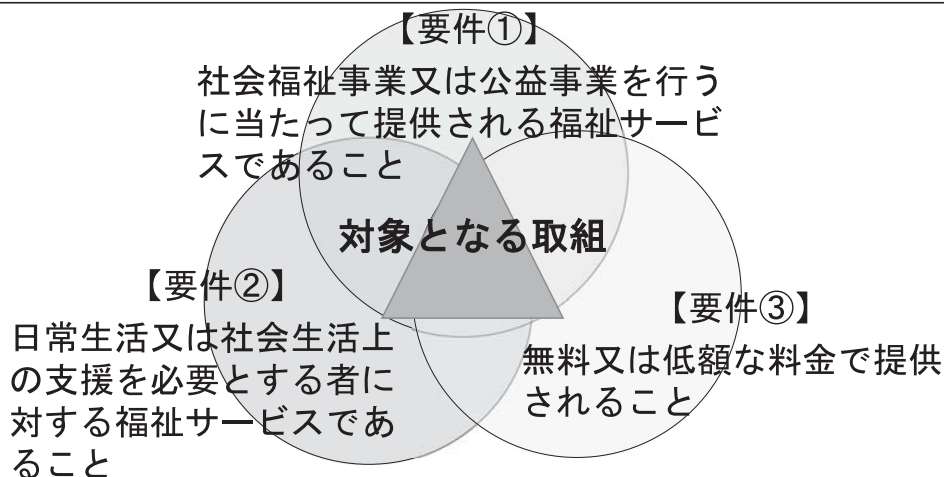 【要件①】
社会福祉事業又は公益事業を行う
に当たって提供される福祉サービ
スであること
対象となる取組
【要件②】
日常生活又は社会生活上
の支援を必要とする者に
対する福祉サービスであ
ること
【要件③】
無料又は低額な料金で提供
されること